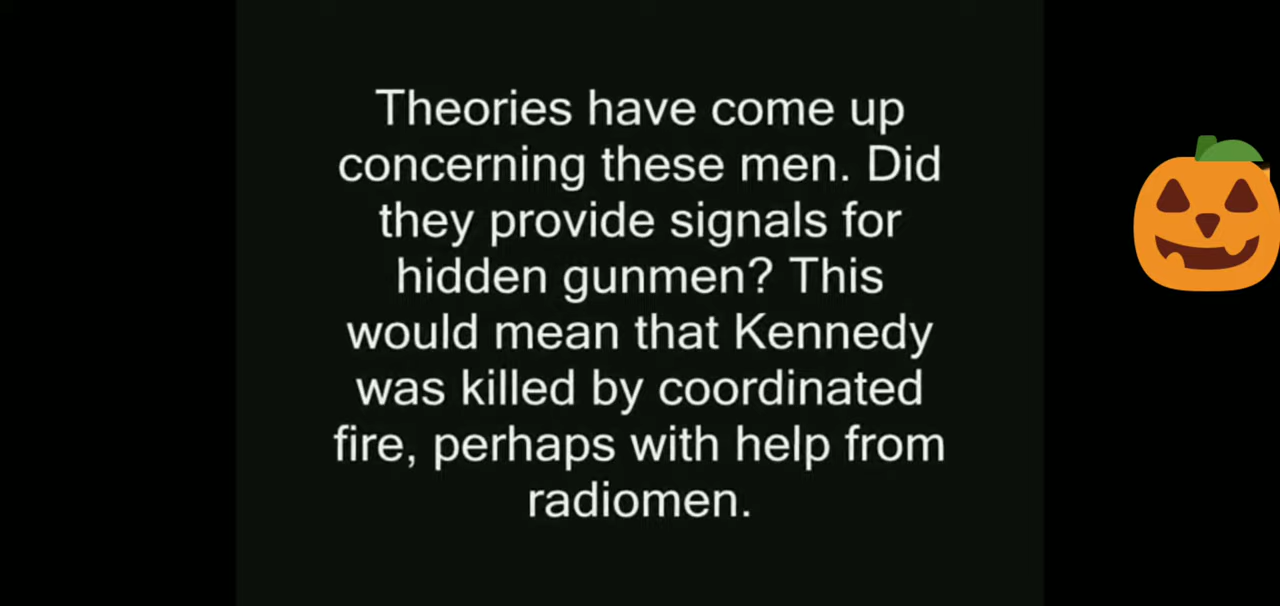 Theories have come up
concerning these men. Did
they provide signals for
hidden gunmen? This
would mean that Kennedy
was killed by coordinated
fire, perhaps with help from
radiomen.